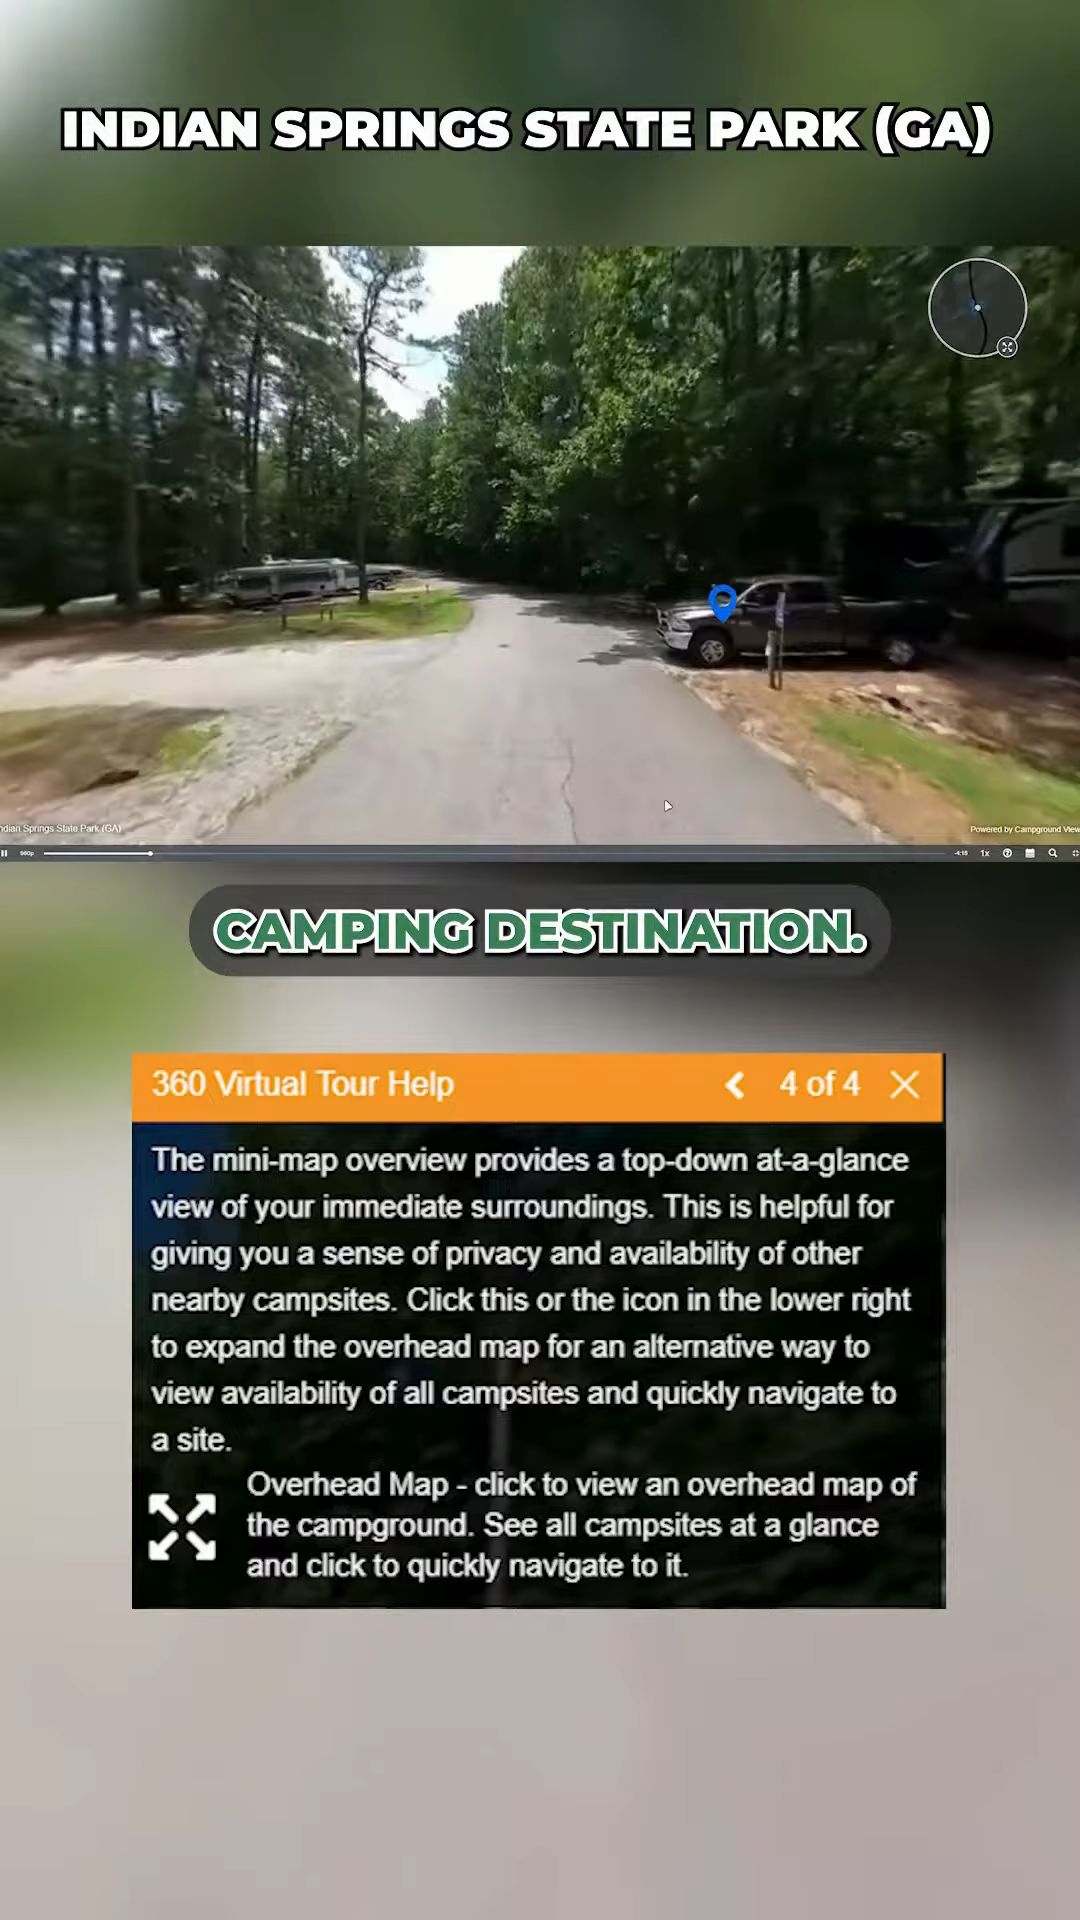 INDIAN SPRINGS STATE PARK (GA)
ndian Springs State Park (GA)
Powered by Campground View
960p
-4:15 1x
CAMPING DESTINATION.
360 Virtual Tour Help 4 of 4
The mini-map overview provides a top-down at-a-glance
view of your immediate surroundings. This is helpful for
giving you a sense of privacy and availability of other
nearby campsites. Click this or the icon in the lower right
to expand the overhead map for an alternative way to
view availability of all campsites and quickly navigate to
a site.
Overhead Map - click to view an overhead map of
the campground. See all campsites at a glance
and click to quickly navigate to it.